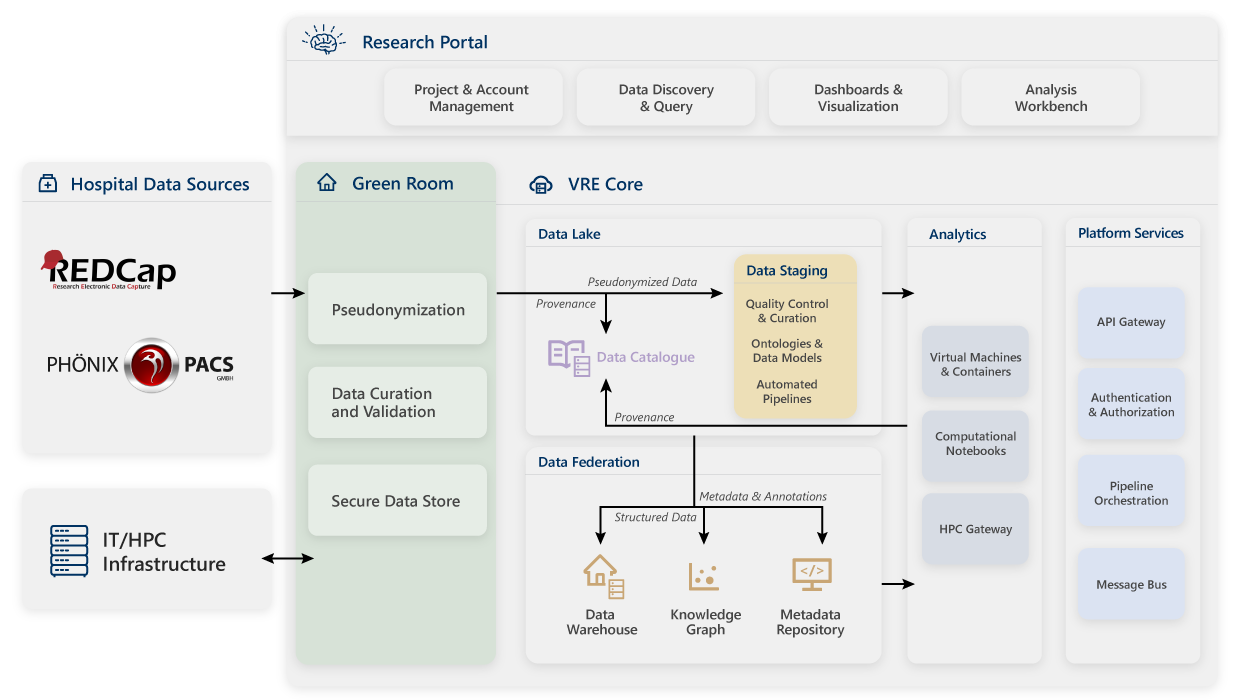 Research Portal
Project & Account
Management
Data Discovery
& Query
Dashboards &
Visualization
Analysis
Workbench
Hospital Data Sources
REDCap
Research Electronic Data Capture
PHÖNIX PACS
GMBH
IT/HPC
Infrastructure
Green Room
Pseudonymization
Data Curation
and Validation
Secure Data Store
VRE Core
Data Lake
Pseudonymized Data
Provenance
Data Catalogue
Data Staging
Quality Control
& Curation
Ontologies &
Data Models
Automated
Pipelines
Provenance
Data Federation
Metadata & Annotations
Structured Data
Data
Warehouse
Knowledge
Graph
</>
Metadata
Repository
Analytics
Virtual Machines
& Containers
Computational
Notebooks
HPC Gateway
Platform Services
API Gateway
Authentication
& Authorization
Pipeline
Orchestration
Message Bus